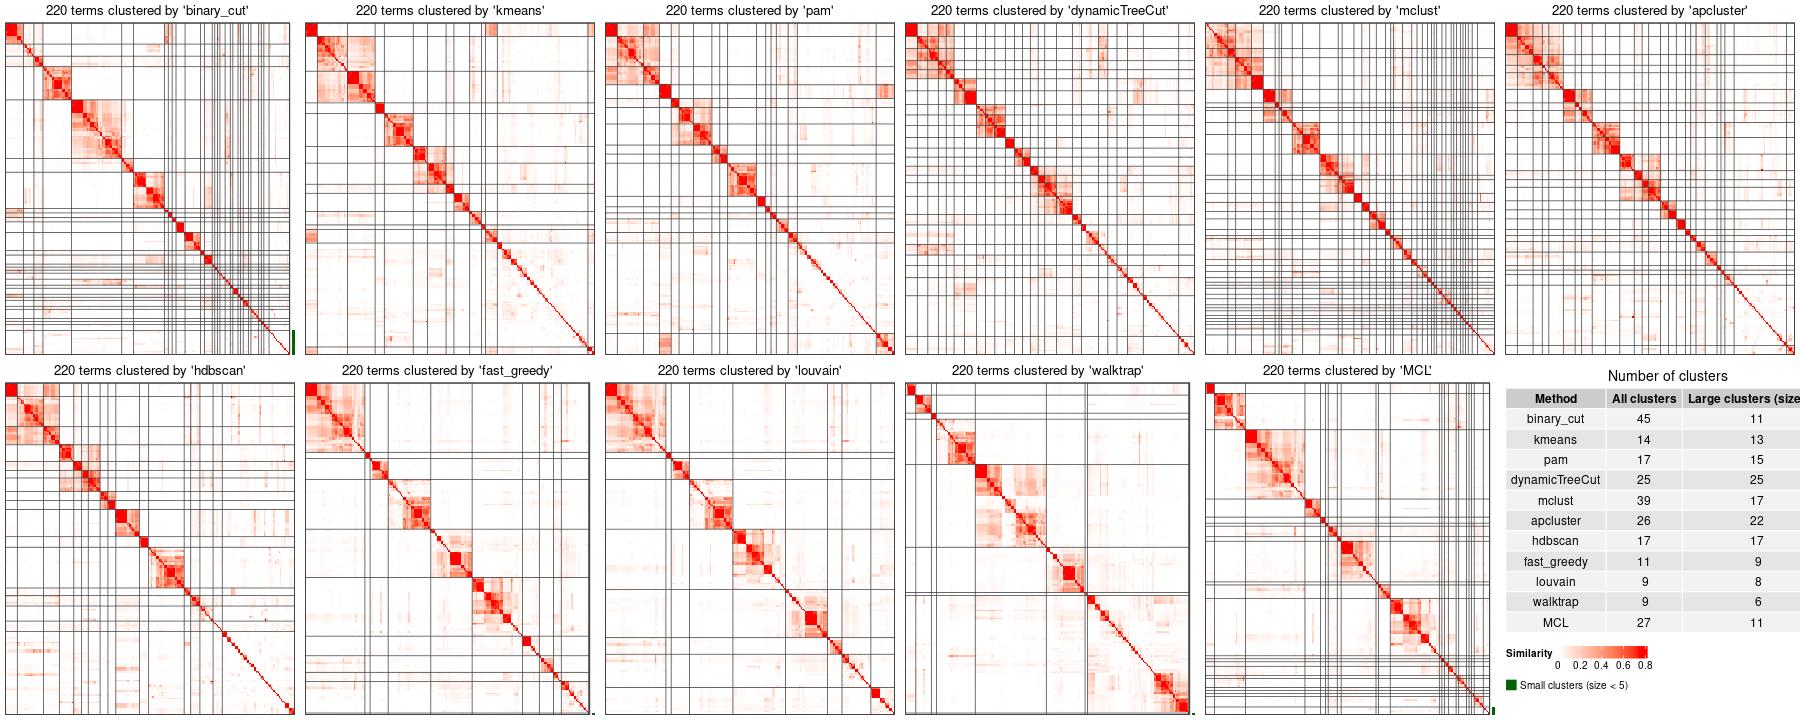 220 terms clustered by 'binary_cut'
220 terms clustered by 'kmeans'
220 terms clustered by 'pam'
220 terms clustered by 'dynamicTreeCut'
220 terms clustered by 'mclust'
220 terms clustered by 'apcluster'
220 terms clustered by 'hdbscan'
220 terms clustered by 'fast_greedy'
220 terms clustered by 'louvain'
220 terms clustered by 'walktrap'
220 terms clustered by 'MCL'
Number of clusters
Method All clusters Large clusters (size
binary_cut 45 11
kmeans 14 13
pam 17 15
dynamicTreeCut 25 25
mclust 39 17
apcluster 26 22
hdbscan 17 17
fast_greedy 11 9
louvain 9 8
walktrap 9 6
MCL 27 11
Similarity
0 0.2 0.4 0.6 0.8
Small clusters (size < 5)